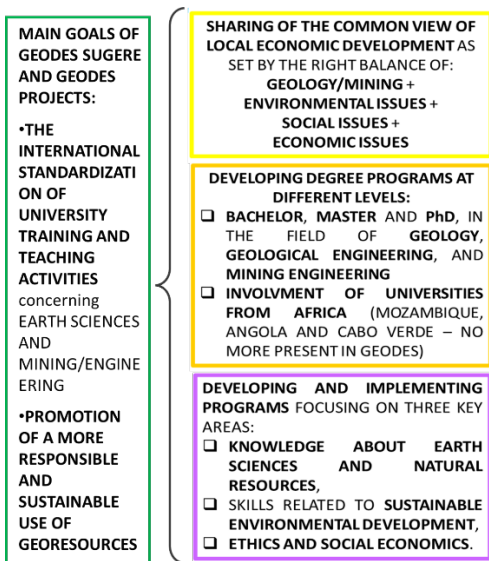 MAIN GOALS OF
GEODES SUGERE
AND GEODES
PROJECTS:
•THE
INTERNATIONAL
STANDARDIZATI
ON OF
UNIVERSITY
TRAINING AND
TEACHING
ACTIVITIES
concerning
EARTH SCIENCES
AND
MINING/ENGINE
ERING
•PROMOTION
OF A MORE
RESPONSIBLE
AND
SUSTAINABLE
USE OF
GEORESOURCES
SHARING OF THE COMMON VIEW OF
LOCAL ECONOMIC DEVELOPMENT AS
SET BY THE RIGHT BALANCE OF:
GEOLOGY/MINING +
ENVIRONMENTAL ISSUES +
SOCIAL ISSUES +
ECONOMIC ISSUES
DEVELOPING DEGREE PROGRAMS AT
DIFFERENT LEVELS:
❑ BACHELOR, MASTER AND PhD, IN
THE FIELD OF GEOLOGY,
GEOLOGICAL ENGINEERING, AND
MINING ENGINEERING
❑ INVOLVMENT OF UNIVERSITIES
FROM AFRICA (MOZAMBIQUE,
ANGOLA AND CABO VERDE – NO
MORE PRESENT IN GEODES)
DEVELOPING AND IMPLEMENTING
PROGRAMS FOCUSING ON THREE KEY
AREAS:
❑ KNOWLEDGE ABOUT EARTH
SCIENCES AND NATURAL
RESOURCES,
❑ SKILLS RELATED TO SUSTAINABLE
ENVIRONMENTAL DEVELOPMENT,
❑ ETHICS AND SOCIAL ECONOMICS.